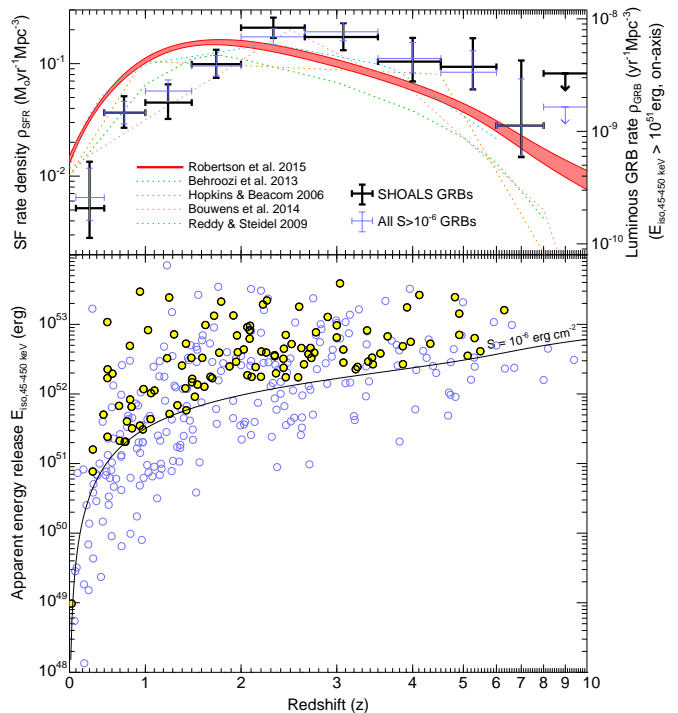 SF rate density ρSFR (M☉yr-1Mpc-3)
10-1
10-2
Robertson et al. 2015
Behroozi et al. 2013
Hopkins & Beacom 2006
Bouwens et al. 2014
Reddy & Steidel 2009
SHOALS GRBs
All S>10-6 GRBs
10-8
10-9
10-10
Luminous GRB rate ρGRB (yr-1Mpc-3)
(Eiso,45-450 keV > 1051 erg, on-axis)
Apparent energy release Eiso,45-450 keV (erg)
1053
1052
1051
1050
1049
1048
S = 10-6 erg cm-2
0 1 2 3 4 5 6 7 8 9 10
Redshift (z)